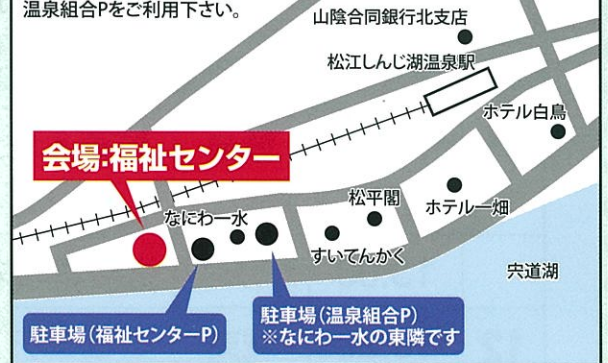 温泉組合Pをご利用下さい。
山陰合同銀行北支店
松江しんじ湖温泉駅
ホテル白鳥
会場:福祉センター
なにわ一水
松平閣
ホテル一畑
すいてんかく
宍道湖
駐車場(福祉センターP)
駐車場(温泉組合P)
※なにわ一水の東隣です